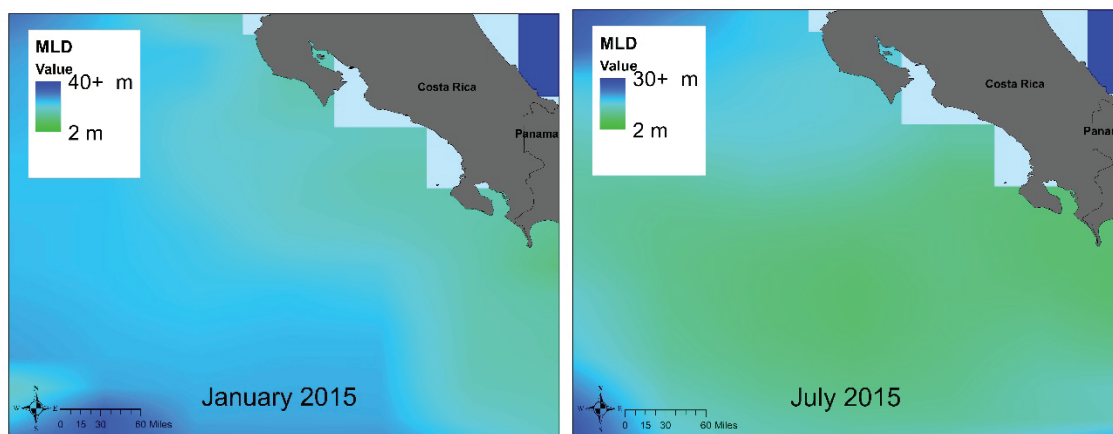 MLD
Value
40+ m
2 m
Costa Rica
Panama
January 2015
N
W E
S
0 15 30 60 Miles
MLD
Value
30+ m
2 m
Costa Rica
Panam
July 2015
N
W E
S
0 15 30 60 Miles